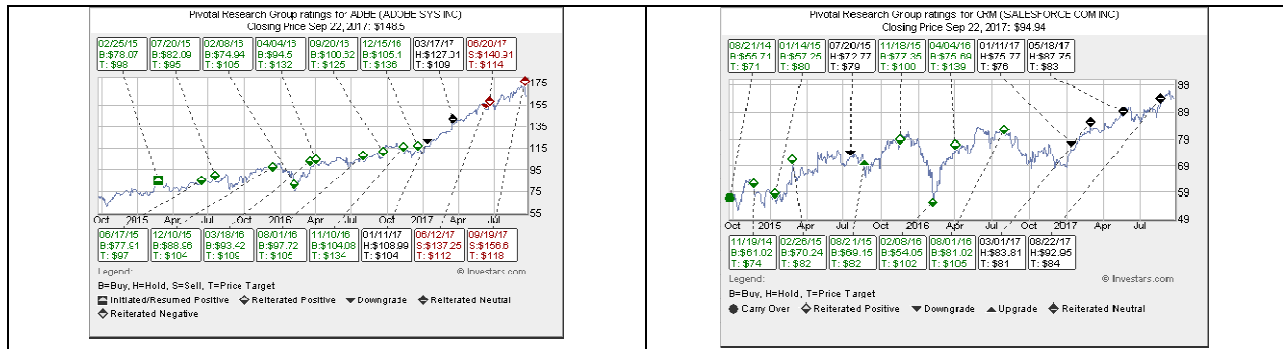 Pivotal Research Group ratings for ADBE (ADOBE SYS INC)
Closing Price Sep 22, 2017: $148.5
02/25/15 07/20/15 02/08/16 04/04/16 09/20/16 12/15/16 03/17/17 06/20/17
B:$78.07 B:$82.09 B:$74.94 B:$94.5 B:$100.32 B:$105.1 H:$127.01 S:$140.91
T: $98 T: $95 T: $105 T: $132 T: $125 T: $136 T: $109 T: $114
175
155
135
115
95
75
55
Oct 2015 Apr Jul Oct 2016 Apr Jul Oct 2017 Apr Jul
06/17/15 12/10/15 03/18/16 08/01/16 11/10/16 01/11/17 06/12/17 09/19/17
B:$77.91 B:$88.96 B:$93.42 B:$97.72 B:$104.08 H:$108.99 S:$137.25 S:$156.6
T: $97 T: $104 T: $109 T: $105 T: $134 T: $104 T: $112 T: $118
Legend:
© Investars.com
B=Buy, H=Hold, S=Sell, T=Price Target
Initiated/Resumed Positive Reiterated Positive Downgrade Reiterated Neutral
Reiterated Negative
Pivotal Research Group ratings for CRM (SALESFORCE COM INC)
Closing Price Sep 22, 2017: $94.94
08/21/14 01/14/15 07/20/15 11/18/15 04/04/16 01/11/17 05/18/17
B:$55.71 B:$57.25 H:$72.77 B:$77.35 B:$75.69 H:$75.77 H:$87.75
T: $71 T: $80 T: $79 T: $100 T: $139 T: $76 T: $83
89
79
69
59
49
Oct 2015 Apr Jul Oct 2016 Apr Jul Oct 2017 Apr Jul
11/19/14 02/26/15 08/21/15 02/08/16 08/01/16 03/01/17 08/22/17
B:$61.02 B:$70.24 B:$69.15 B:$54.05 B:$81.02 H:$83.81 H:$92.95
T: $74 T: $82 T: $82 T: $102 T: $105 T: $81 T: $84
Legend:
© Investars.com
B=Buy, H=Hold, T=Price Target
Carry Over Reiterated Positive Downgrade Upgrade Reiterated Neutral